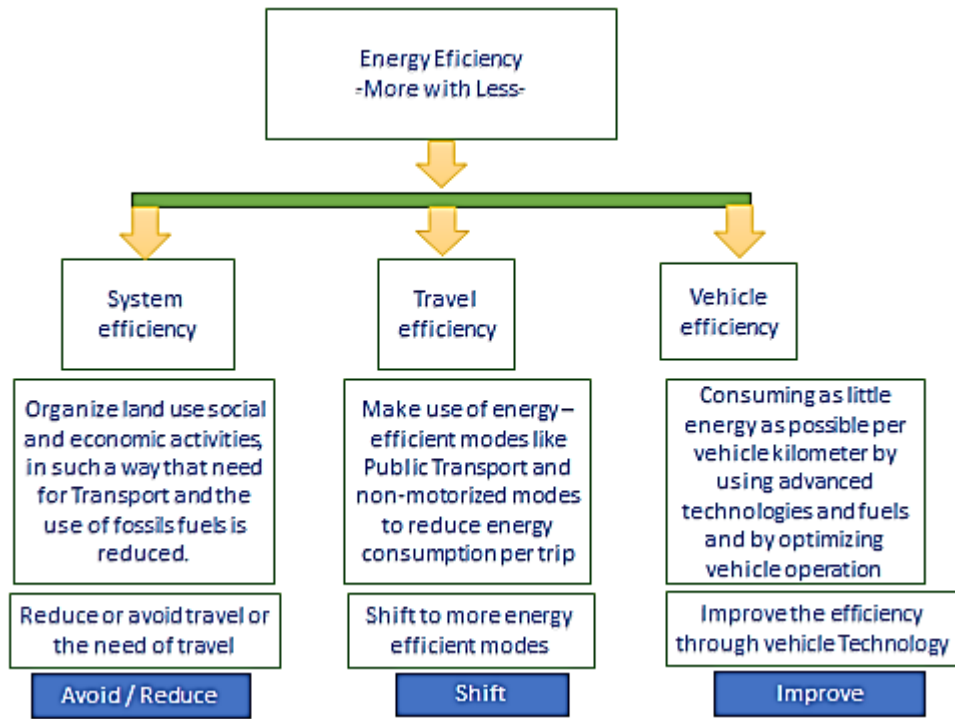 Energy Eficiency
-More with Less-
System
efficiency
Travel
efficiency
Vehicle
efficiency
Organize land use social
and economic activities,
in such a way that need
for Transport and the
use of fossils fuels is
reduced.
Make use of energy –
efficient modes like
Public Transport and
non-motorized modes
to reduce energy
consumption per trip
Consuming as little
energy as possible per
vehicle kilometer by
using advanced
technologies and fuels
and by optimizing
vehicle operation
Reduce or avoid travel or
the need of travel
Shift to more energy
efficient modes
Improve the efficiency
through vehicle Technology
Avoid / Reduce
Shift
Improve